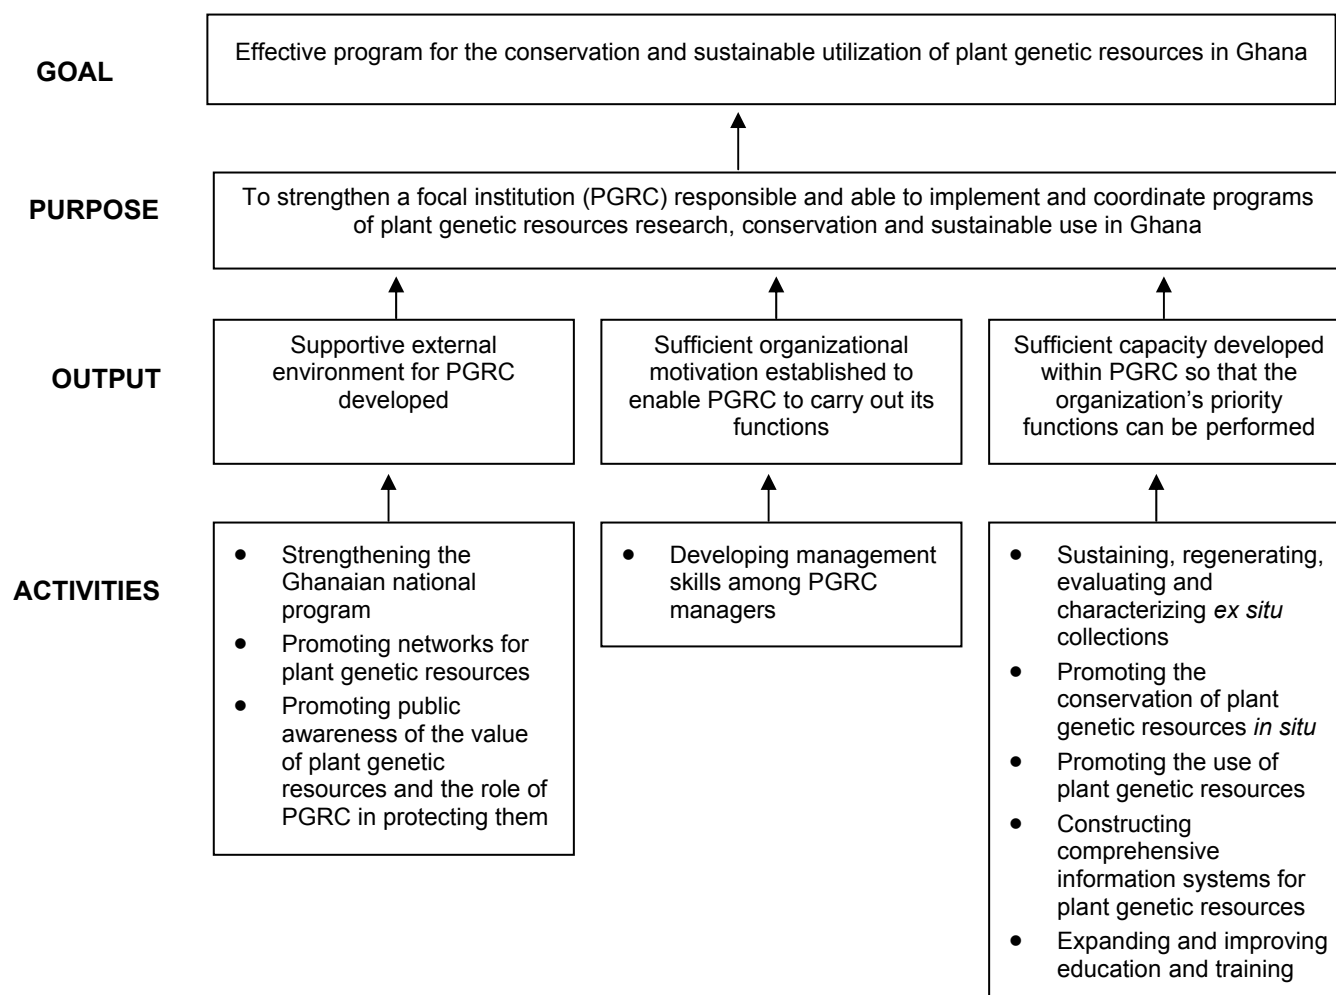 GOAL
Effective program for the conservation and sustainable utilization of plant genetic resources in Ghana
PURPOSE
To strengthen a focal institution (PGRC) responsible and able to implement and coordinate programs
of plant genetic resources research, conservation and sustainable use in Ghana
OUTPUT
Supportive external
environment for PGRC
developed
Sufficient organizational
motivation established to
enable PGRC to carry out its
functions
Sufficient capacity developed
within PGRC so that the
organization’s priority
functions can be performed
ACTIVITIES
● Strengthening the
Ghanaian national
program
● Promoting networks for
plant genetic resources
● Promoting public
awareness of the value
of plant genetic
resources and the role of
PGRC in protecting them
● Developing management
skills among PGRC
managers
● Sustaining, regenerating,
evaluating and
characterizing ex situ
collections
● Promoting the
conservation of plant
genetic resources in situ
● Promoting the use of
plant genetic resources
● Constructing
comprehensive
information systems for
plant genetic resources
● Expanding and improving
education and training